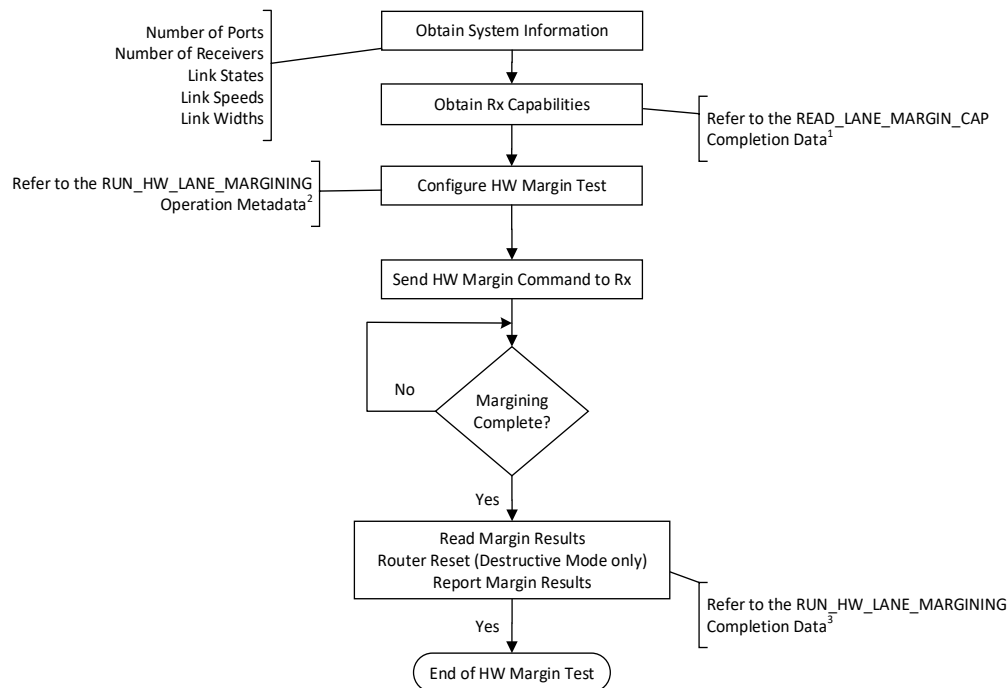 Number of Ports
Number of Receivers
Link States
Link Speeds
Link Widths
Obtain System Information
Obtain Rx Capabilities
Refer to the READ_LANE_MARGIN_CAP
Completion Data¹
Refer to the RUN_HW_LANE_MARGINING
Operation Metadata²
Configure HW Margin Test
Send HW Margin Command to Rx
No
Margining
Complete?
Yes
Read Margin Results
Router Reset (Destructive Mode only)
Report Margin Results
Refer to the RUN_HW_LANE_MARGINING
Completion Data³
Yes
End of HW Margin Test